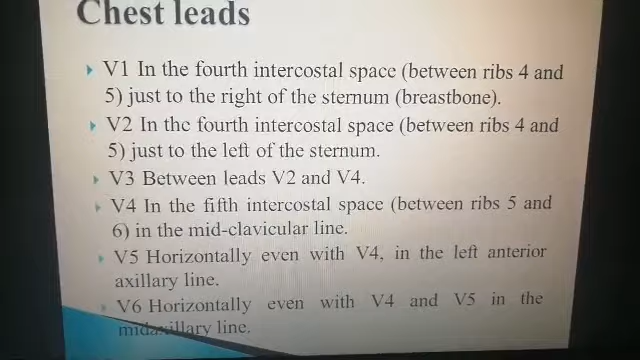 Chest leads
V1 In the fourth intercostal space (between ribs 4 and
5) just to the right of the sternum (breastbone).
V2 In the fourth intercostal space (between ribs 4 and
5) just to the left of the sternum.
V3 Between leads V2 and V4.
V4 In the fifth intercostal space (between ribs 5 and
6) in the mid-clavicular line.
V5 Horizontally even with V4, in the left anterior
axillary line.
V6 Horizontally even with V4 and V5 in the
midaxillary line.